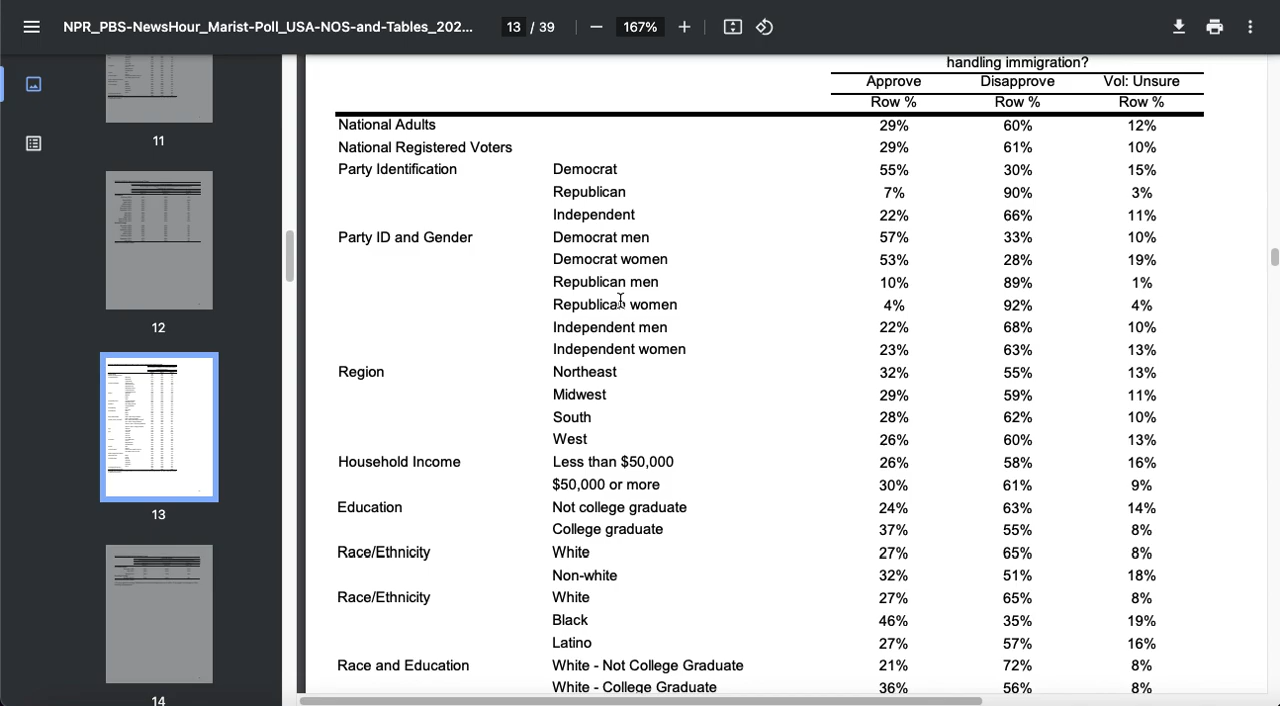 NPR_PBS-NewsHour_Marist-Poll_USA-NOS-and-Tables_202... 13 / 39 167%
11
12
13
14
handling immigration?
Approve Disapprove Vol: Unsure
Row % Row % Row %
National Adults 29% 60% 12%
National Registered Voters 29% 61% 10%
Party Identification Democrat 55% 30% 15%
Republican 7% 90% 3%
Independent 22% 66% 11%
Party ID and Gender Democrat men 57% 33% 10%
Democrat women 53% 28% 19%
Republican men 10% 89% 1%
Republican women 4% 92% 4%
Independent men 22% 68% 10%
Independent women 23% 63% 13%
Region Northeast 32% 55% 13%
Midwest 29% 59% 11%
South 28% 62% 10%
West 26% 60% 13%
Household Income Less than $50,000 26% 58% 16%
$50,000 or more 30% 61% 9%
Education Not college graduate 24% 63% 14%
College graduate 37% 55% 8%
Race/Ethnicity White 27% 65% 8%
Non-white 32% 51% 18%
Race/Ethnicity White 27% 65% 8%
Black 46% 35% 19%
Latino 27% 57% 16%
Race and Education White - Not College Graduate 21% 72% 8%
White - College Graduate 36% 56% 8%